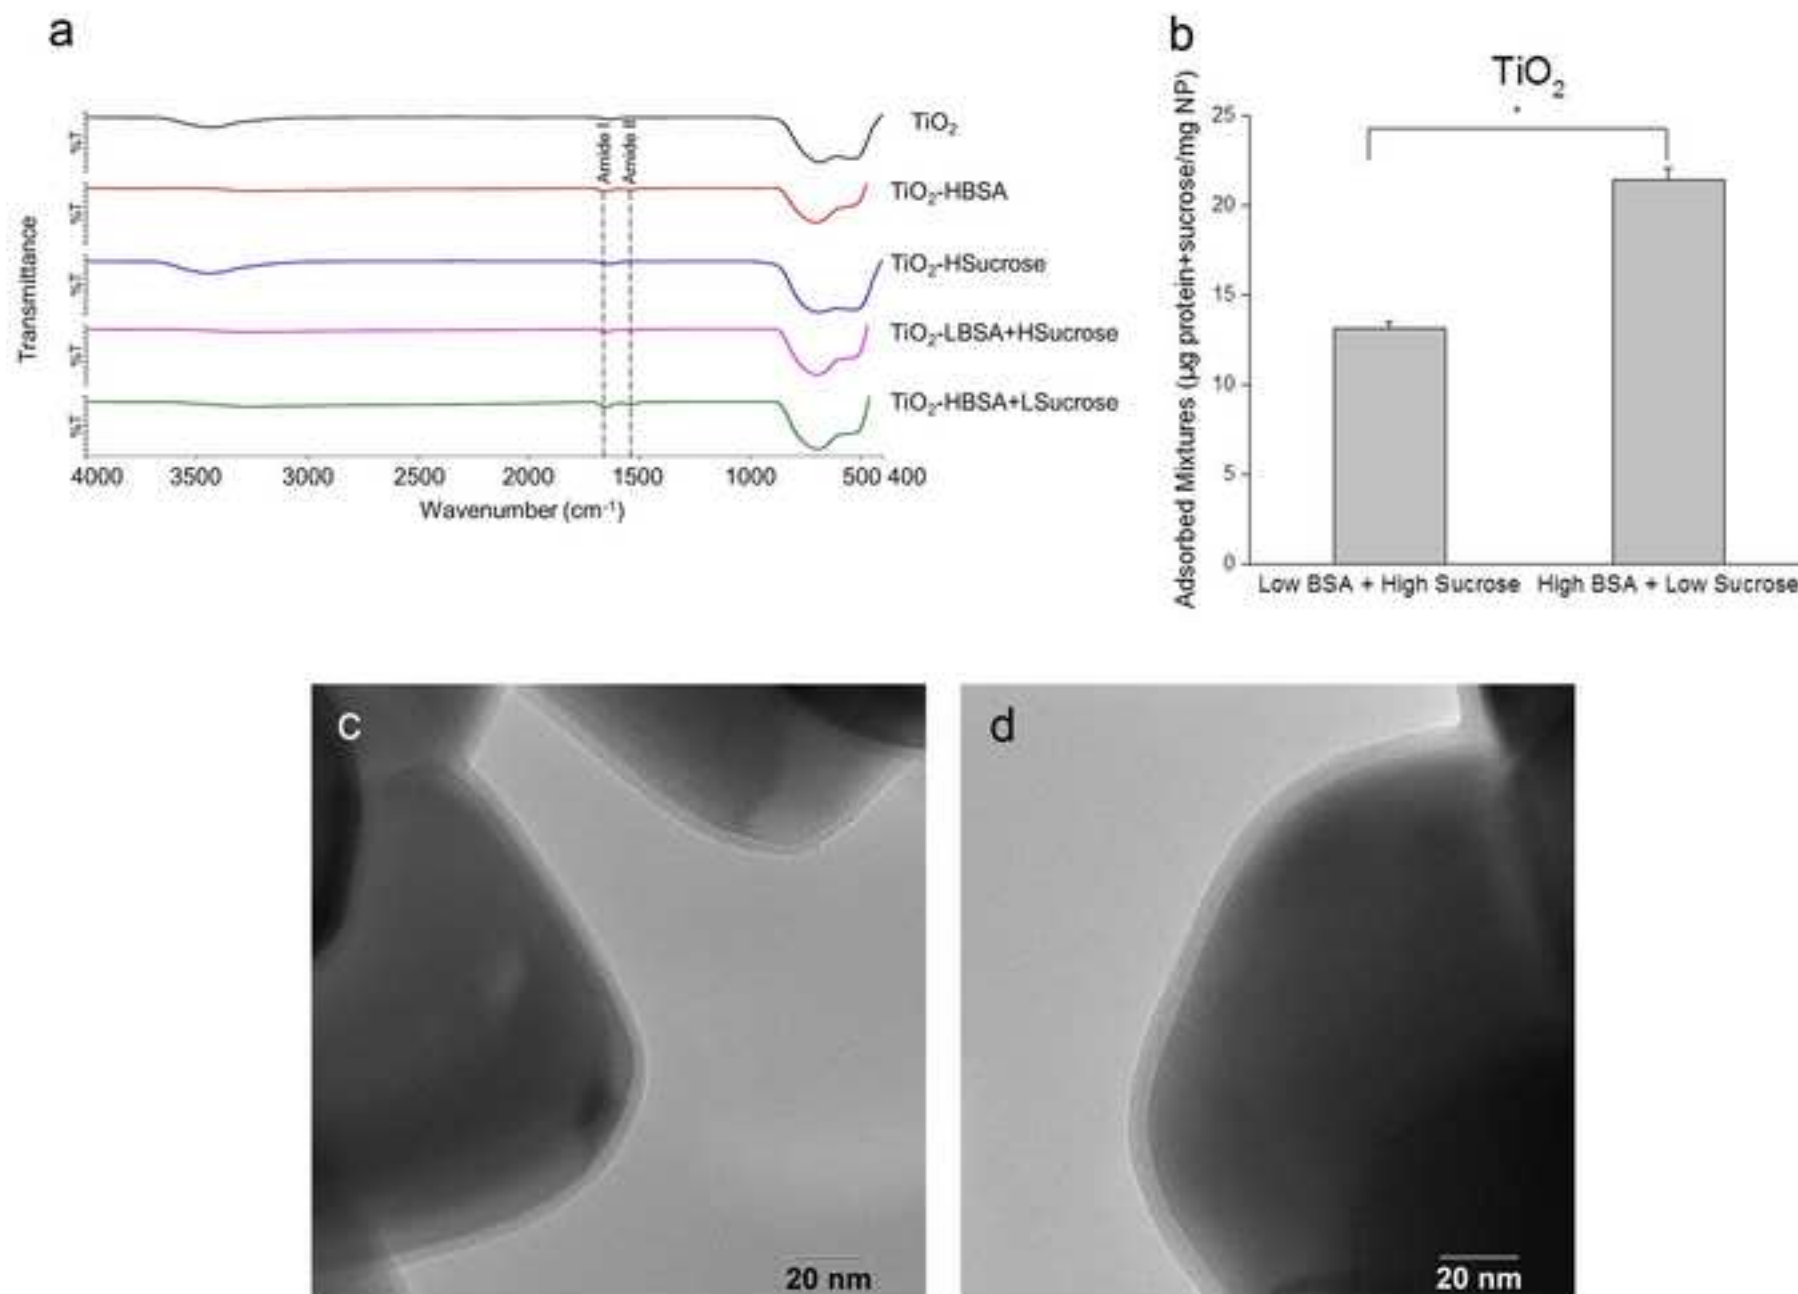 a
TiO2
Amide I
Amide II
%T
TiO2-HBSA
%T
TiO2-HSucrose
%T
TiO2-LBSA+HSucrose
%T
TiO2-HBSA+LSucrose
%T
Transmittance
4000 3500 3000 2500 2000 1500 1000 500 400
Wavenumber (cm-1)
b
TiO2
*
Adsorbed Mixtures (µg protein+sucrose/mg NP)
25
20
15
10
5
0
Low BSA + High Sucrose High BSA + Low Sucrose
c
20 nm
d
20 nm